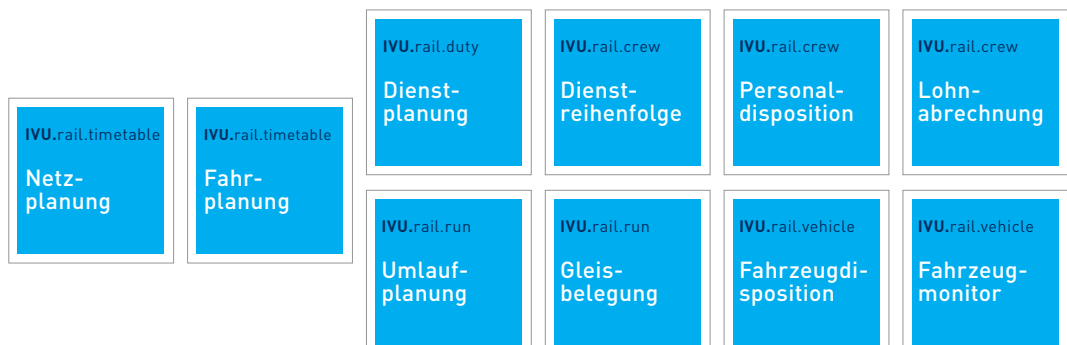 IVU.rail.timetable
Netz-
planung
IVU.rail.timetable
Fahr-
planung
IVU.rail.duty
Dienst-
planung
IVU.rail.crew
Dienst-
reihenfolge
IVU.rail.crew
Personal-
disposition
IVU.rail.crew
Lohn-
abrechnung
IVU.rail.run
Umlauf-
planung
IVU.rail.run
Gleis-
belegung
IVU.rail.vehicle
Fahrzeugdi-
sposition
IVU.rail.vehicle
Fahrzeug-
monitor